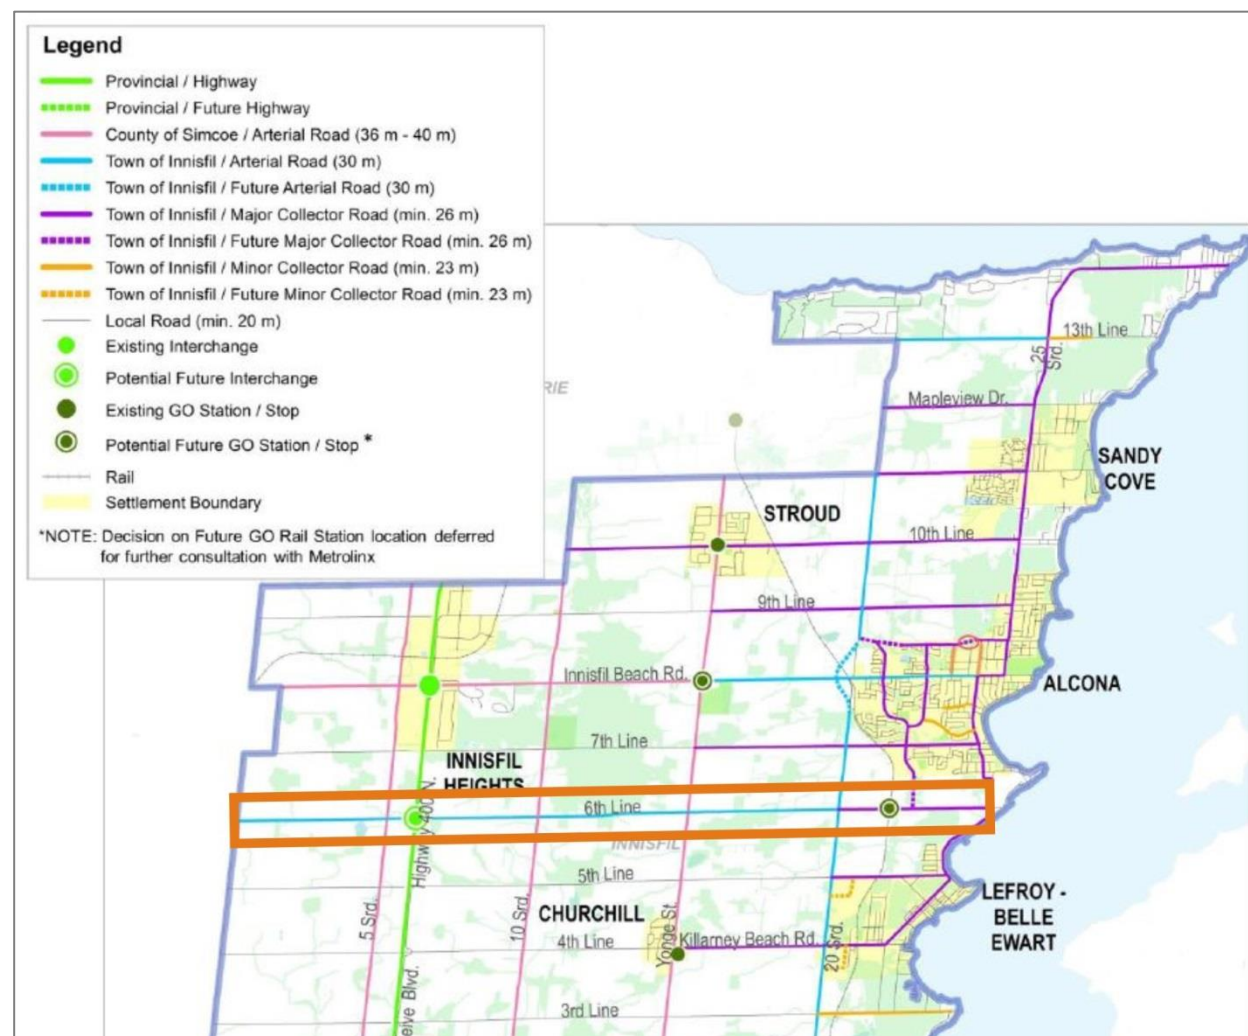 Legend
Provincial / Highway
Provincial / Future Highway
County of Simcoe / Arterial Road (36 m - 40 m)
Town of Innisfil / Arterial Road (30 m)
Town of Innisfil / Future Arterial Road (30 m)
Town of Innisfil / Major Collector Road (min. 26 m)
Town of Innisfil / Future Major Collector Road (min. 26 m)
Town of Innisfil / Minor Collector Road (min. 23 m)
Town of Innisfil / Future Minor Collector Road (min. 23 m)
Local Road (min. 20 m)
Existing Interchange
Potential Future Interchange
Existing GO Station / Stop
Potential Future GO Station / Stop *
Rail
Settlement Boundary
*NOTE: Decision on Future GO Rail Station location deferred
for further consultation with Metrolinx
13th Line
25
Srd.
RIE
Mapleview Dr.
SANDY
COVE
STROUD
10th Line
9th Line
Innisfil Beach Rd.
ALCONA
7th Line
INNISFIL
HEIGHTS
6th Line
Highway 400 N.
INNISFIL
5th Line
LEFROY -
BELLE
EWART
CHURCHILL
5 Srd.
10 Srd.
4th Line
Yonge St.
Killarney Beach Rd.
20 Srd.
eive Blvd.
3rd Line